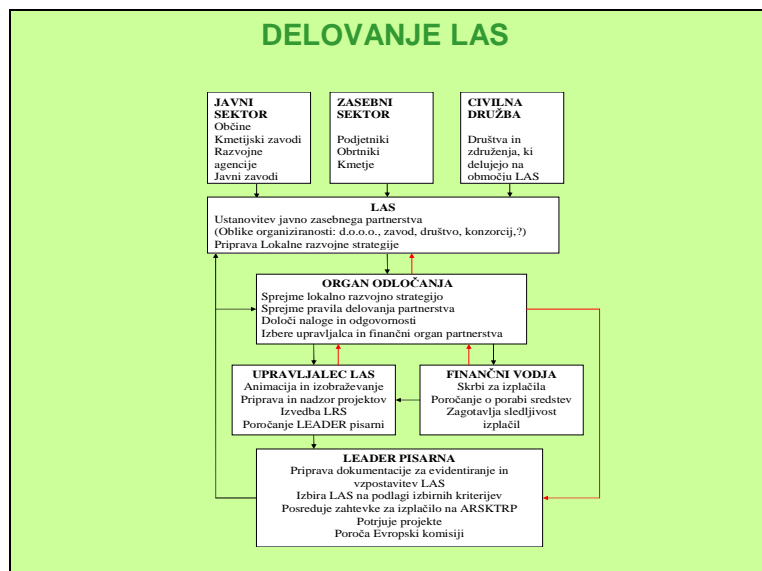 DELOVANJE LAS
JAVNI
SEKTOR
Občine
Kmetijski zavodi
Razvojne
agencije
Javni zavodi
ZASEBNI
SEKTOR
Podjetniki
Obrtniki
Kmetje
CIVILNA
DRUŽBA
Društva in
združenja, ki
delujejo na
območju LAS
LAS
Ustanovitev javno zasebnega partnerstva
(Oblike organiziranosti: d.o.o.o., zavod, društvo, konzorcij,?)
Priprava Lokalne razvojne strategije
ORGAN ODLOČANJA
Sprejme lokalno razvojno strategijo
Sprejme pravila delovanja partnerstva
Določi naloge in odgovornosti
Izbere upravljalca in finančni organ partnerstva
UPRAVLJALEC LAS
Animacija in izobraževanje
Priprava in nadzor projektov
Izvedba LRS
Poročanje LEADER pisarni
FINANČNI VODJA
Skrbi za izplačila
Poročanje o porabi sredstev
Zagotavlja sledljivost
izplačil
LEADER PISARNA
Priprava dokumentacije za evidentiranje in
vzpostavitev LAS
Izbira LAS na podlagi izbirnih kriterijev
Posreduje zahtevke za izplačilo na ARSKTRP
Potrjuje projekte
Poroča Evropski komisiji